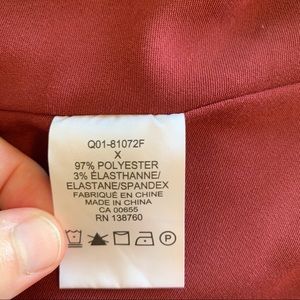 Q01-81072F
X
97% POLYESTER
3% ÉLASTHANNE/
ELASTANE/SPANDEX
FABRIQUÉ EN CHINE
MADE IN CHINA
CA 00655
RN 138760
P